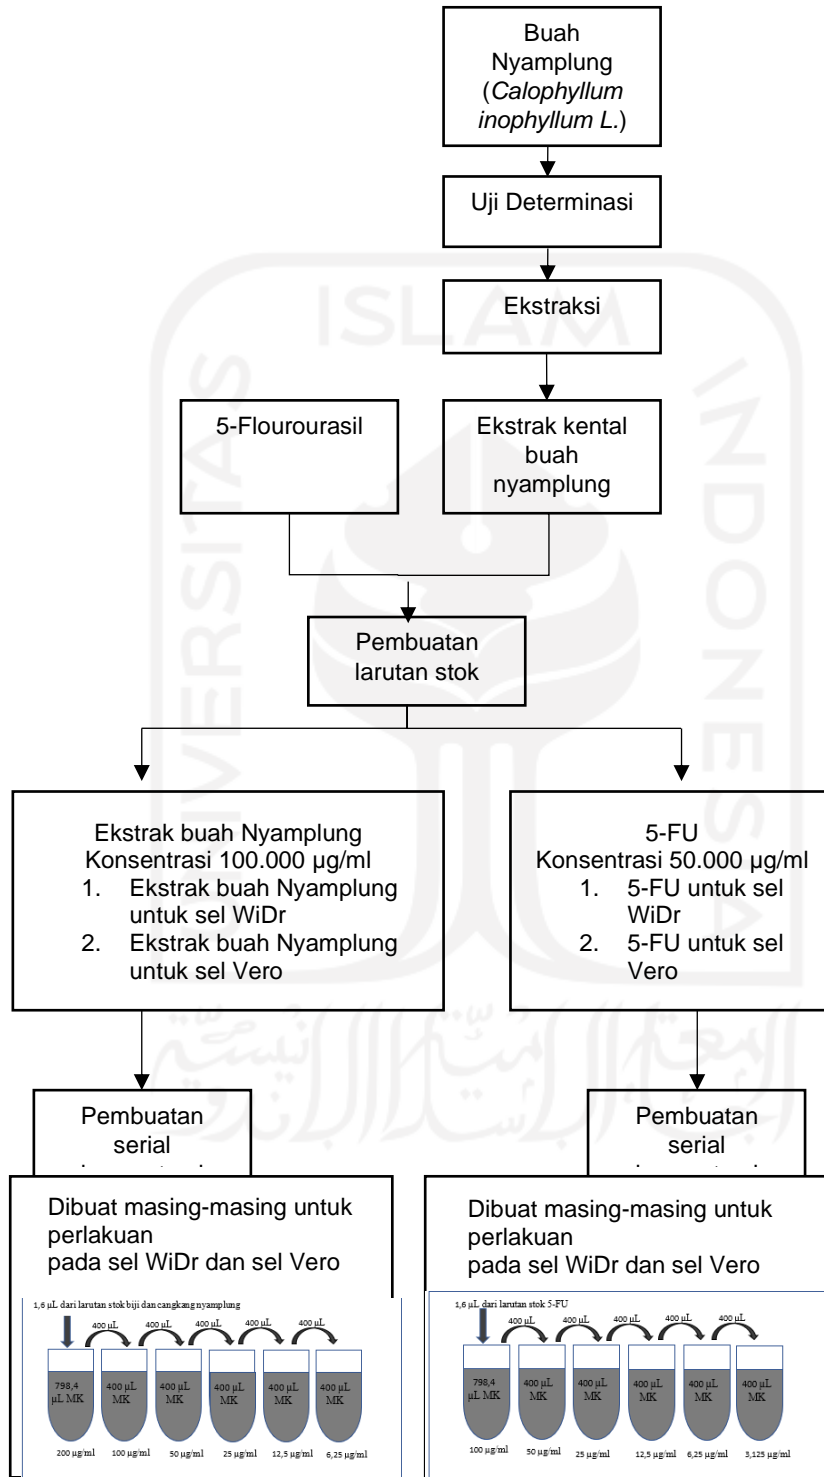 Buah
Nyamplung
(Calophyllum
inophyllum L.)
Uji Determinasi
Ekstraksi
5-Flourourasil
Ekstrak kental
buah
nyamplung
Pembuatan
larutan stok
Ekstrak buah Nyamplung
Konsentrasi 100.000 µg/ml
1. Ekstrak buah Nyamplung
untuk sel WiDr
2. Ekstrak buah Nyamplung
untuk sel Vero
5-FU
Konsentrasi 50.000 µg/ml
1. 5-FU untuk sel
WiDr
2. 5-FU untuk sel
Vero
Pembuatan
serial
Pembuatan
serial
Dibuat masing-masing untuk
perlakuan
pada sel WiDr dan sel Vero
1,6 µL dari larutan stok biji dan cangkang nyamplung
400 µL 400 µL 400 µL 400 µL 400 µL
798,4 µL MK
400 µL MK
400 µL MK
400 µL MK
400 µL MK
400 µL MK
200 µg/ml 100 µg/ml 50 µg/ml 25 µg/ml 12,5 µg/ml 6,25 µg/ml
Dibuat masing-masing untuk
perlakuan
pada sel WiDr dan sel Vero
1,6 µL dari larutan stok 5-FU
400 µL 400 µL 400 µL 400 µL 400 µL
798,4 µL MK
400 µL MK
400 µL MK
400 µL MK
400 µL MK
400 µL MK
100 µg/ml 50 µg/ml 25 µg/ml 12,5 µg/ml 6,25 µg/ml 3,125 µg/ml
UNIVERSITAS
ISLAM
INDONESIA